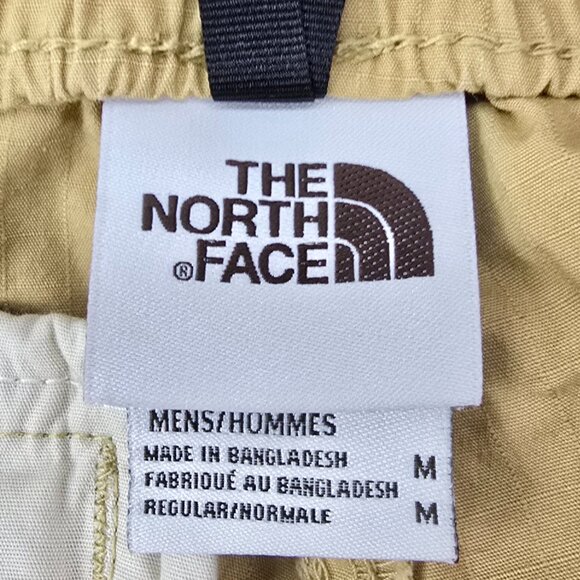 THE
NORTH
®FACE
MENS/HOMMES
MADE IN BANGLADESH M
FABRIQUÉ AU BANGLADESH
REGULAR/NORMALE M